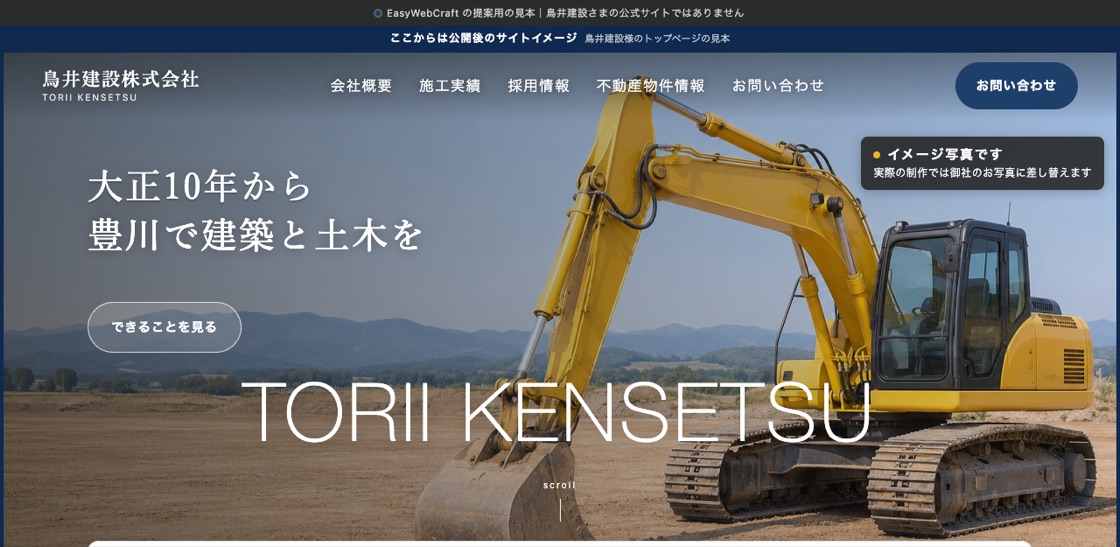 EasyWebCraft の提案用の見本｜鳥井建設さまの公式サイトではありません
ここからは公開後のサイトイメージ 鳥井建設様のトップページの見本
鳥井建設株式会社
TORII KENSETSU
会社概要 施工実績 採用情報 不動産物件情報 お問い合わせ
お問い合わせ
イメージ写真です
実際の制作では御社のお写真に差し替えます
大正10年から
豊川で建築と土木を
できることを見る
TORII KENSETSU
scroll